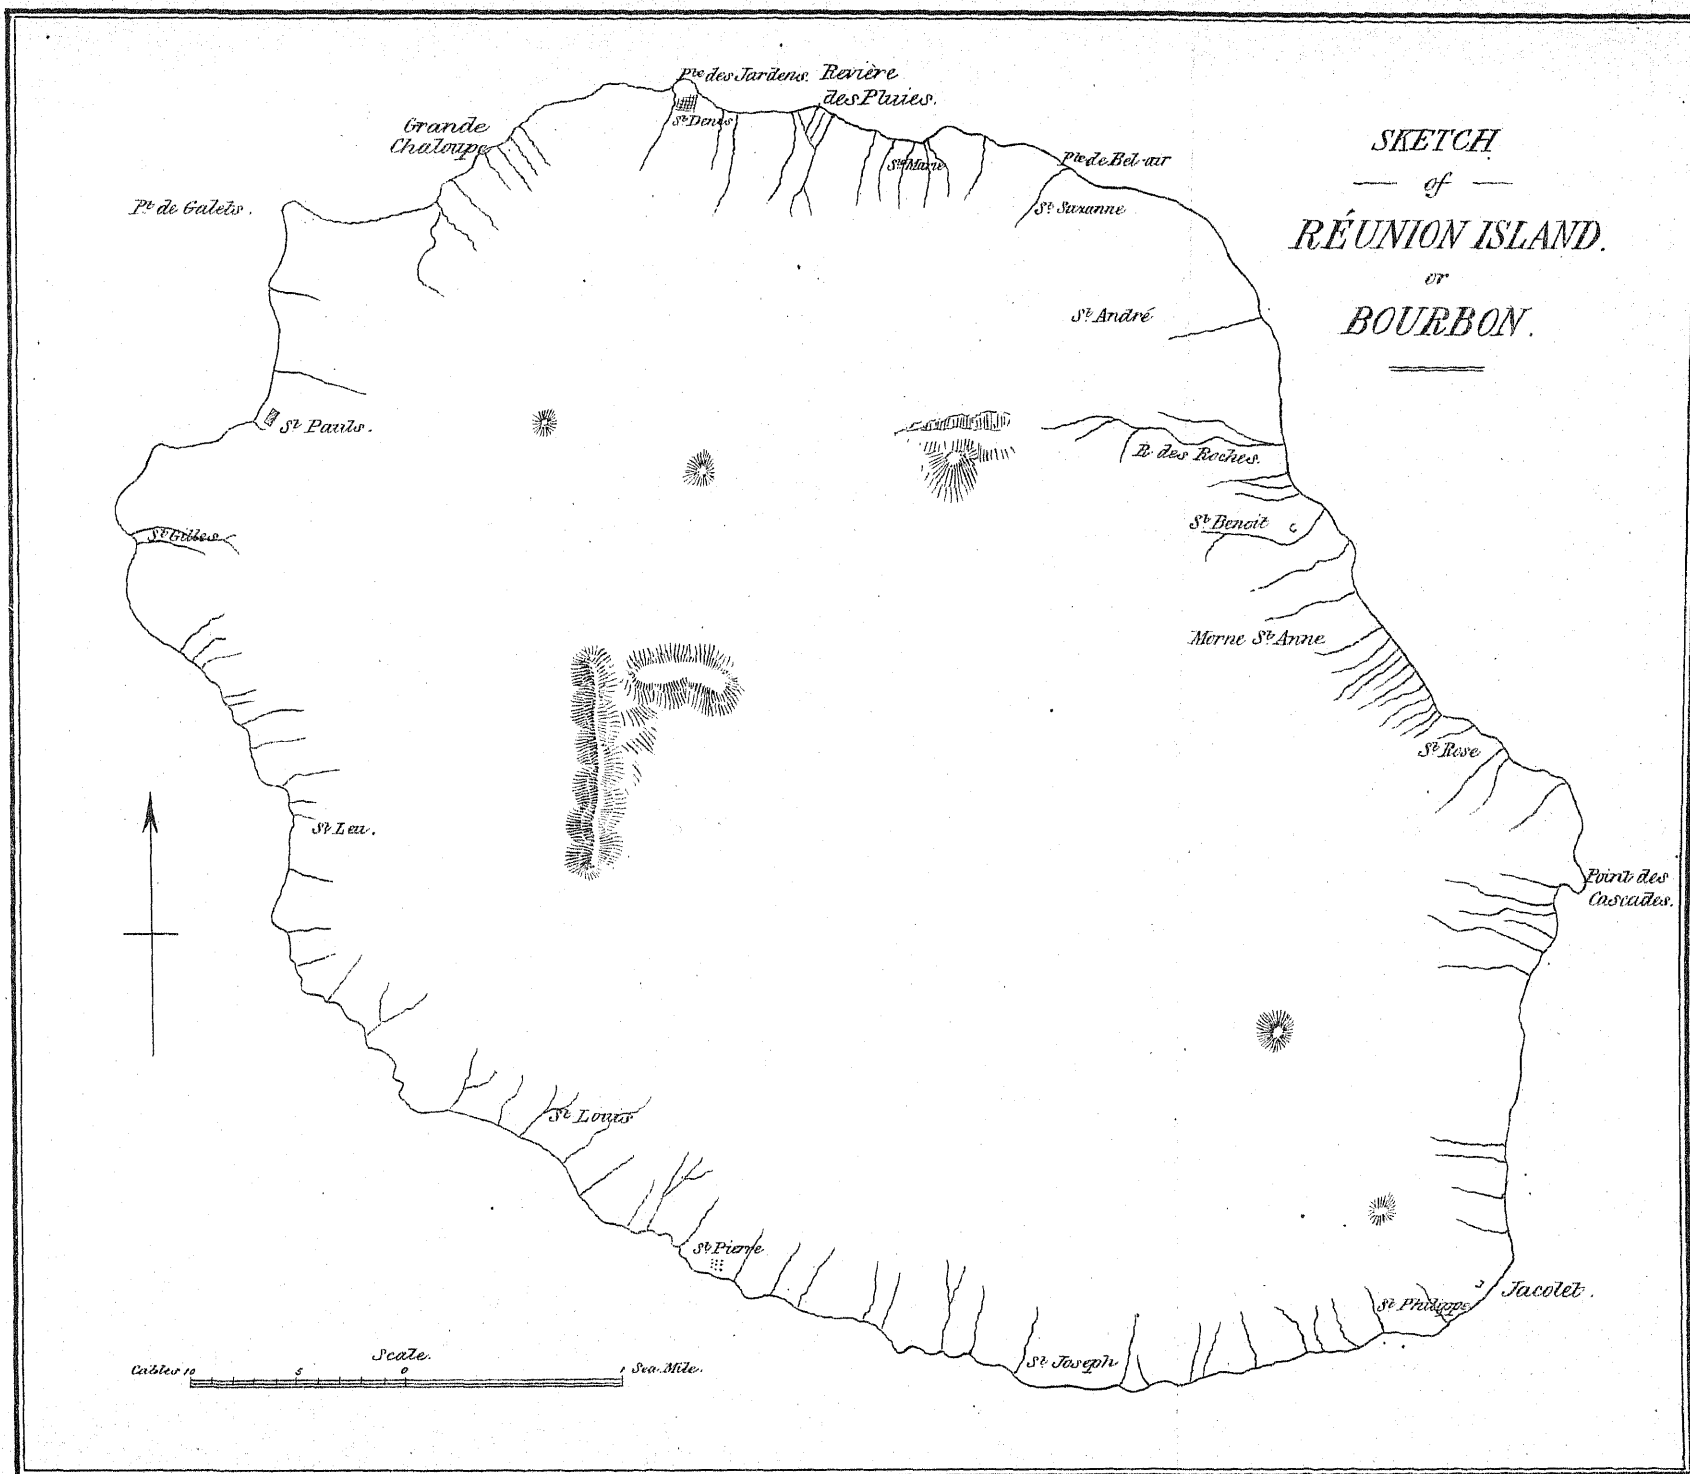 SKETCH
of
RÉUNION ISLAND.
or
BOURBON.
Pte des Jardens.
Revière
des Pluies.
St Denis
Grande
Chaloupe
Ste Marie
Pte de Bel-air
St Suzanne
Pt de Galets.
St André
St Pauls.
R. des Roches.
St Benoit
St Gilles
Morne St Anne
St Rose
St Leu.
Point des
Cascades.
St Louis
St Pierre
Jacolet.
St Philippe
St Joseph
Scale.
Cables 10 5 0 1 Sea Mile.